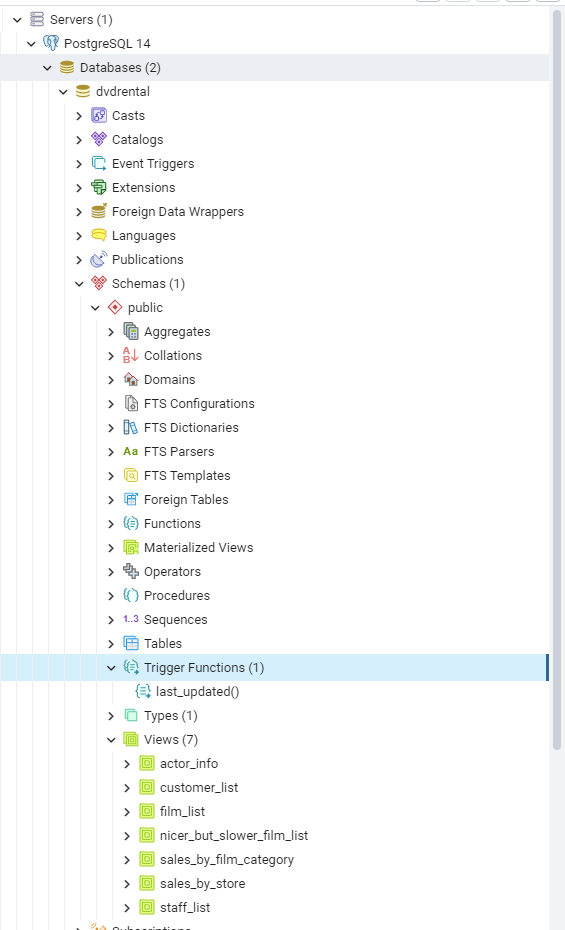 Servers (1)
PostgreSQL 14
Databases (2)
dvdrental
Casts
Catalogs
Event Triggers
Extensions
Foreign Data Wrappers
Languages
Publications
Schemas (1)
public
Aggregates
Collations
Domains
FTS Configurations
FTS Dictionaries
Aa FTS Parsers
FTS Templates
Foreign Tables
Functions
Materialized Views
Operators
Procedures
1..3 Sequences
Tables
Trigger Functions (1)
last_updated()
Types (1)
Views (7)
actor_info
customer_list
film_list
nicer_but_slower_film_list
sales_by_film_category
sales_by_store
staff_list
Subscriptions